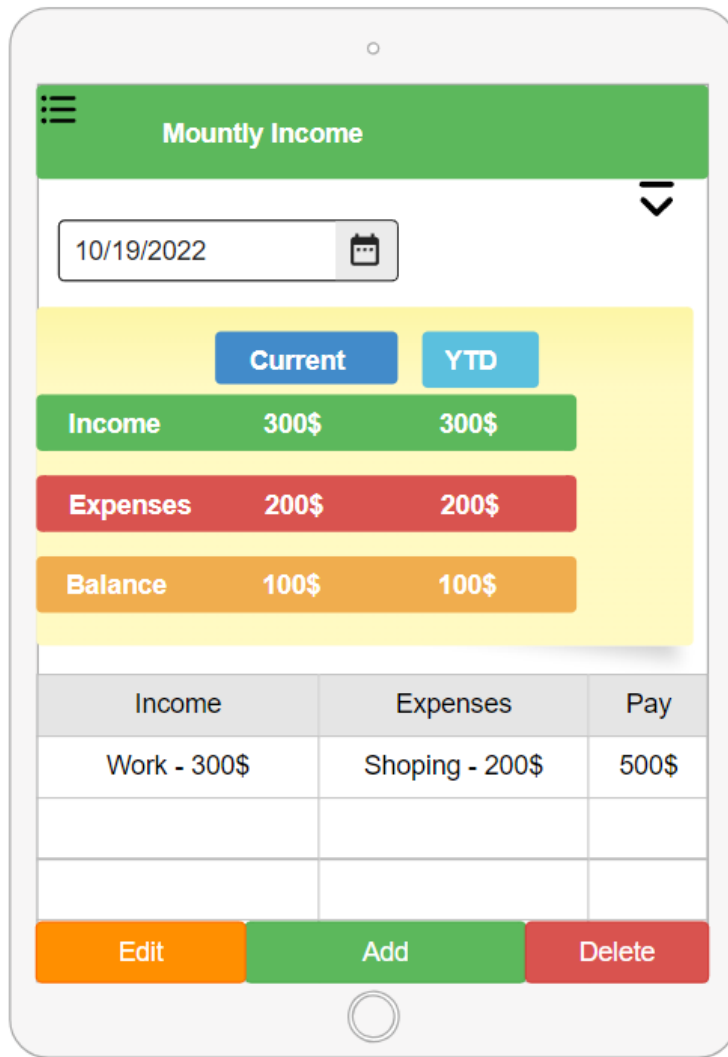 Mountly Income
10/19/2022
Current YTD
Income 300$ 300$
Expenses 200$ 200$
Balance 100$ 100$
Income Expenses Pay
Work - 300$ Shoping - 200$ 500$
Edit Add Delete